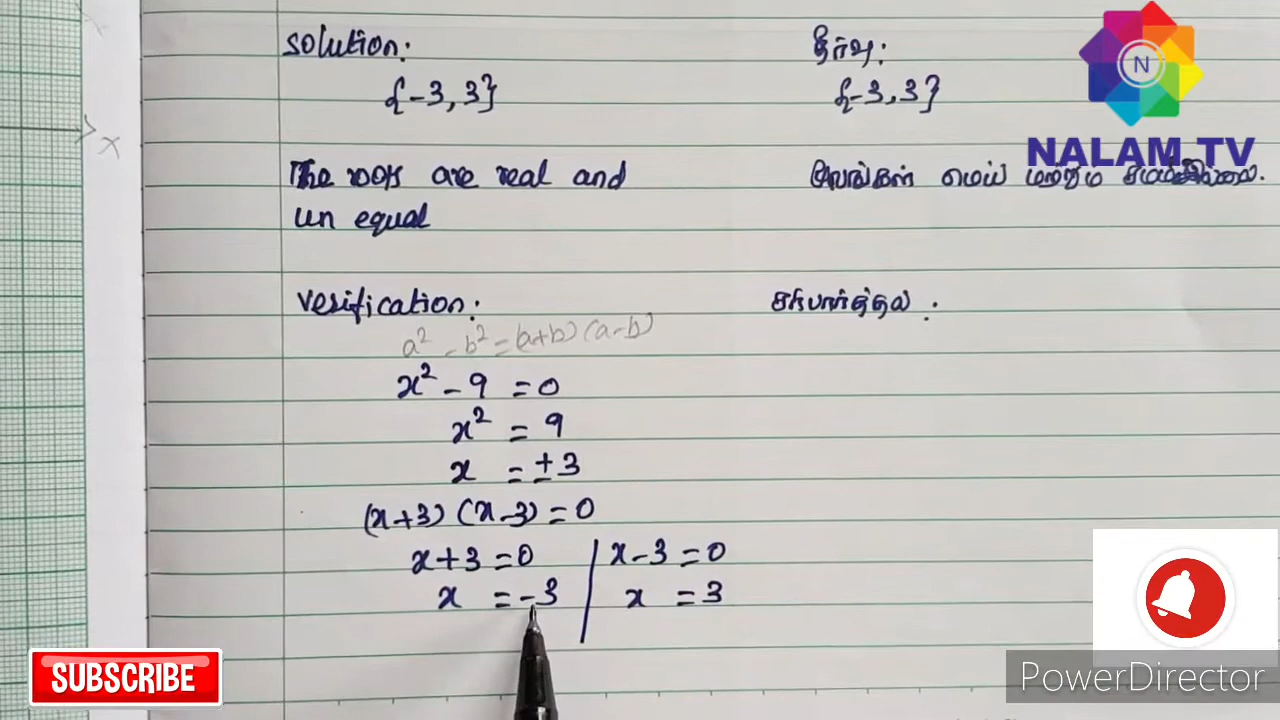 Solution:
{-3, 3}
The roots are real and
un equal
Verification:
a² - b² = (a+b) (a-b)
x² - 9 = 0
x² = 9
x = ±3
(x+3) (x-3) = 0
x+3 = 0 | x-3 = 0
x = -3 | x = 3
தீர்வு:
{-3, 3}
மெய் மற்றும்
சரிபார்த்தல் :
N
NALAM TV
SUBSCRIBE
PowerDirector
x